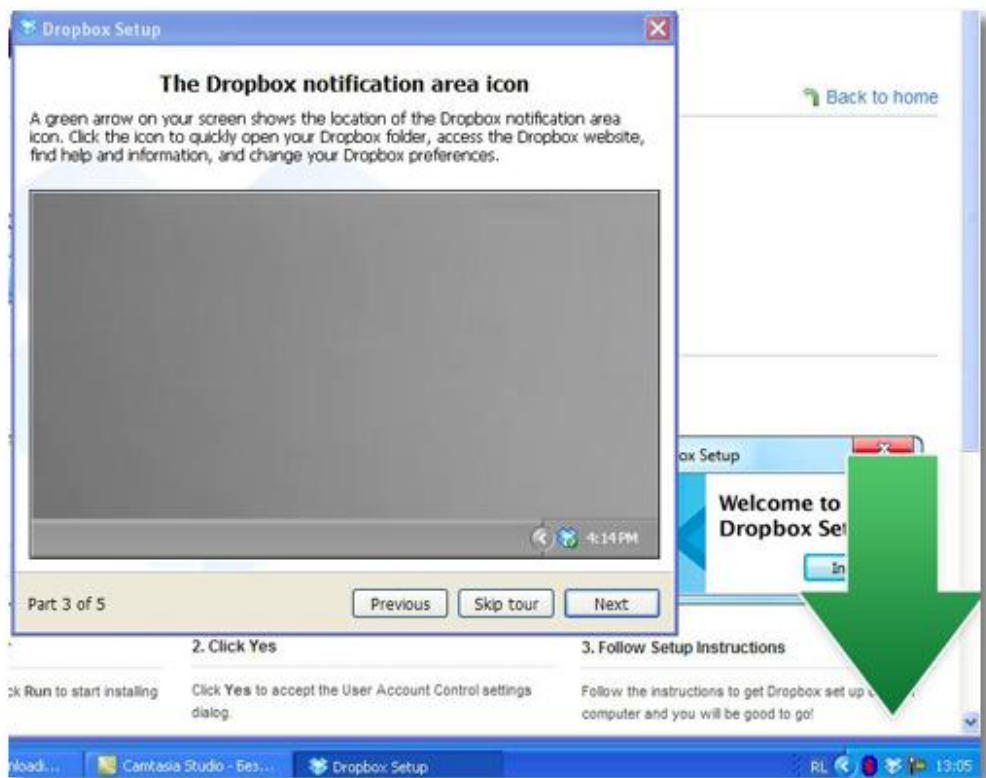 Dropbox Setup
The Dropbox notification area icon
A green arrow on your screen shows the location of the Dropbox notification area
icon. Click the icon to quickly open your Dropbox folder, access the Dropbox website,
find help and information, and change your Dropbox preferences.
4:14 PM
Part 3 of 5
Previous
Skip tour
Next
Back to home
ox Setup
Welcome to
Dropbox Set
In
2. Click Yes
3. Follow Setup Instructions
ck Run to start installing
Click Yes to accept the User Account Control settings
dialog.
Follow the instructions to get Dropbox set up
computer and you will be good to go!
nloadi...
Camtasia Studio - Без...
Dropbox Setup
RL
13:05